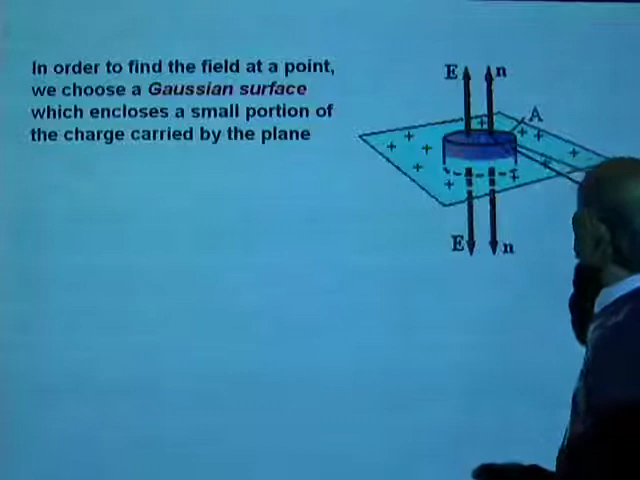 In order to find the field at a point,
we choose a Gaussian surface
which encloses a small portion of
the charge carried by the plane
E n
A
E n